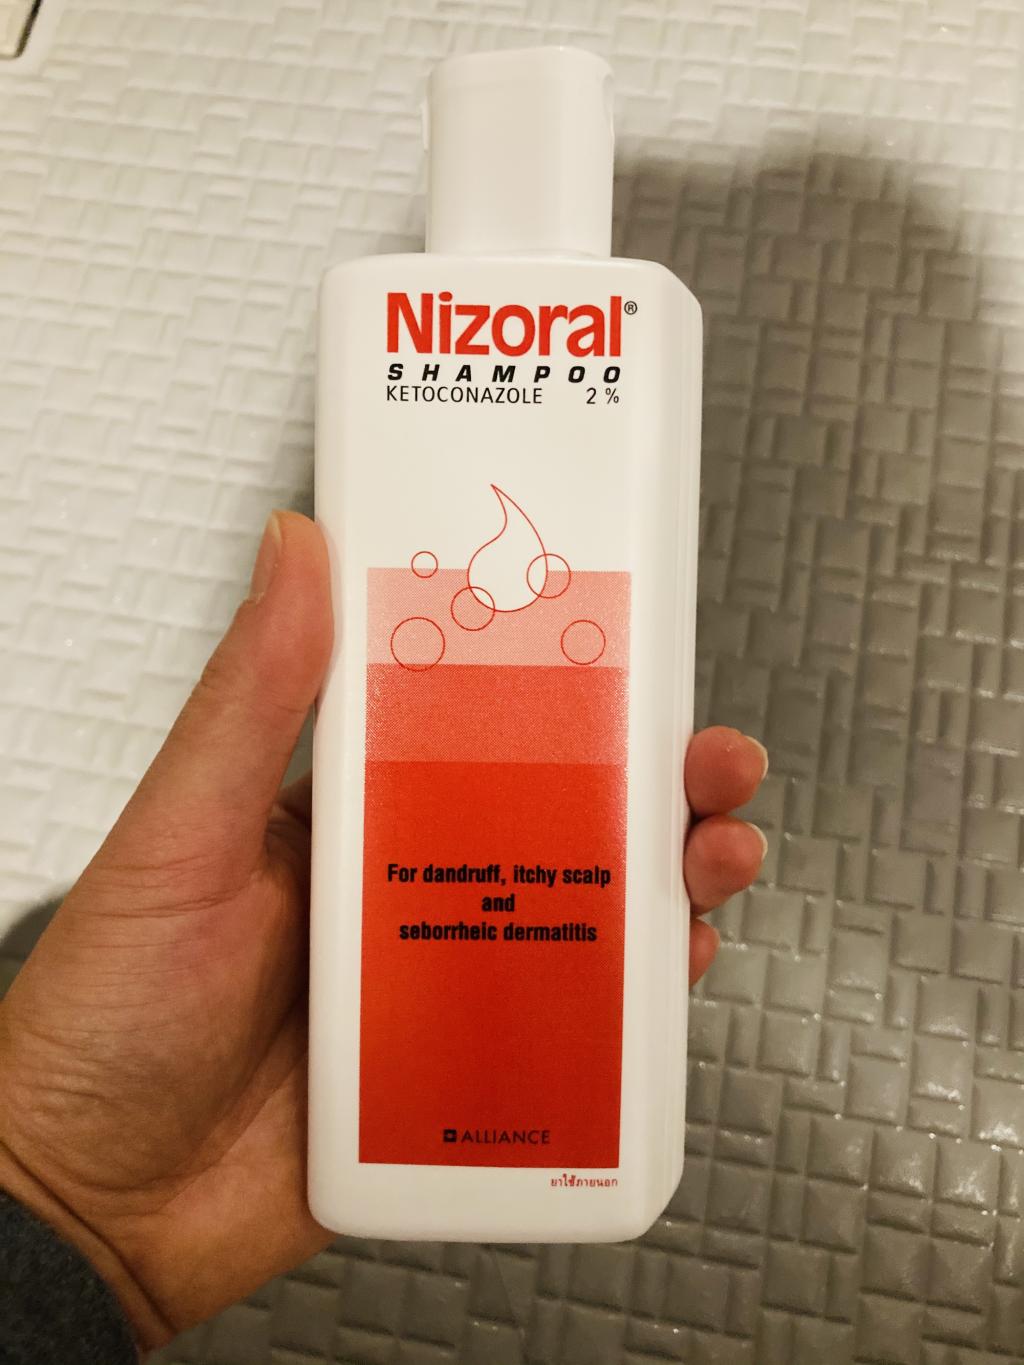 Nizoral®
SHAMPOO
KETOCONAZOLE 2 %
For dandruff, itchy scalp
and
seborrheic dermatitis
ALLIANCE
ยาใช้ภายนอก